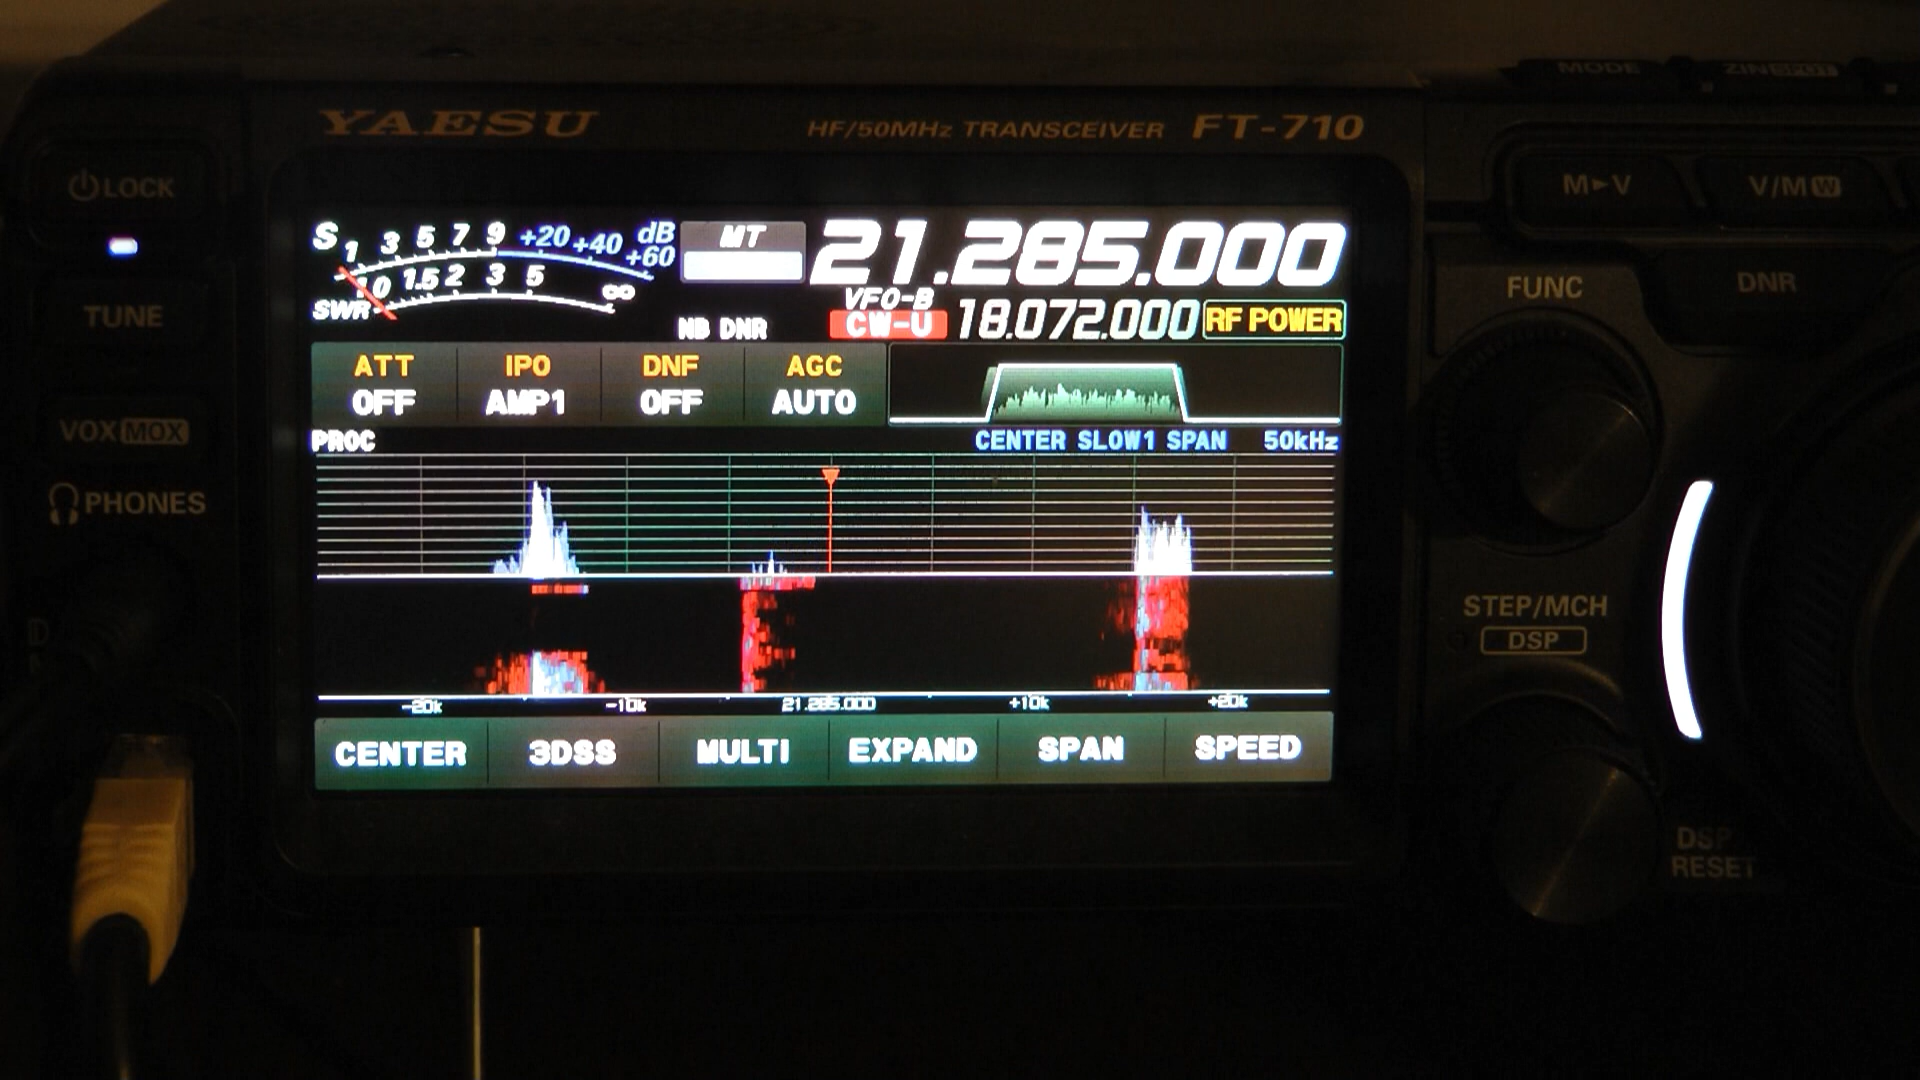 MODE
ZIN SPOT
YAESU
HF/50MHz TRANSCEIVER FT-710
LOCK
M►V
V/M W
S 1 3 5 7 9 +20 +40 +60 dB
MT
21.285.000
1.0 1.5 2 3 5 ∞
SWR
VFO-B
NB DNR
CW-U
18.072.000
RF POWER
FUNC
DNR
TUNE
ATT
IPO
DNF
AGC
OFF
AMP1
OFF
AUTO
VOX MOX
PROC
CENTER SLOW1 SPAN 50kHz
PHONES
STEP/MCH
DSP
-20k
-10k
21.285.000
+10k
+20k
CENTER
3DSS
MULTI
EXPAND
SPAN
SPEED
DSP
RESET